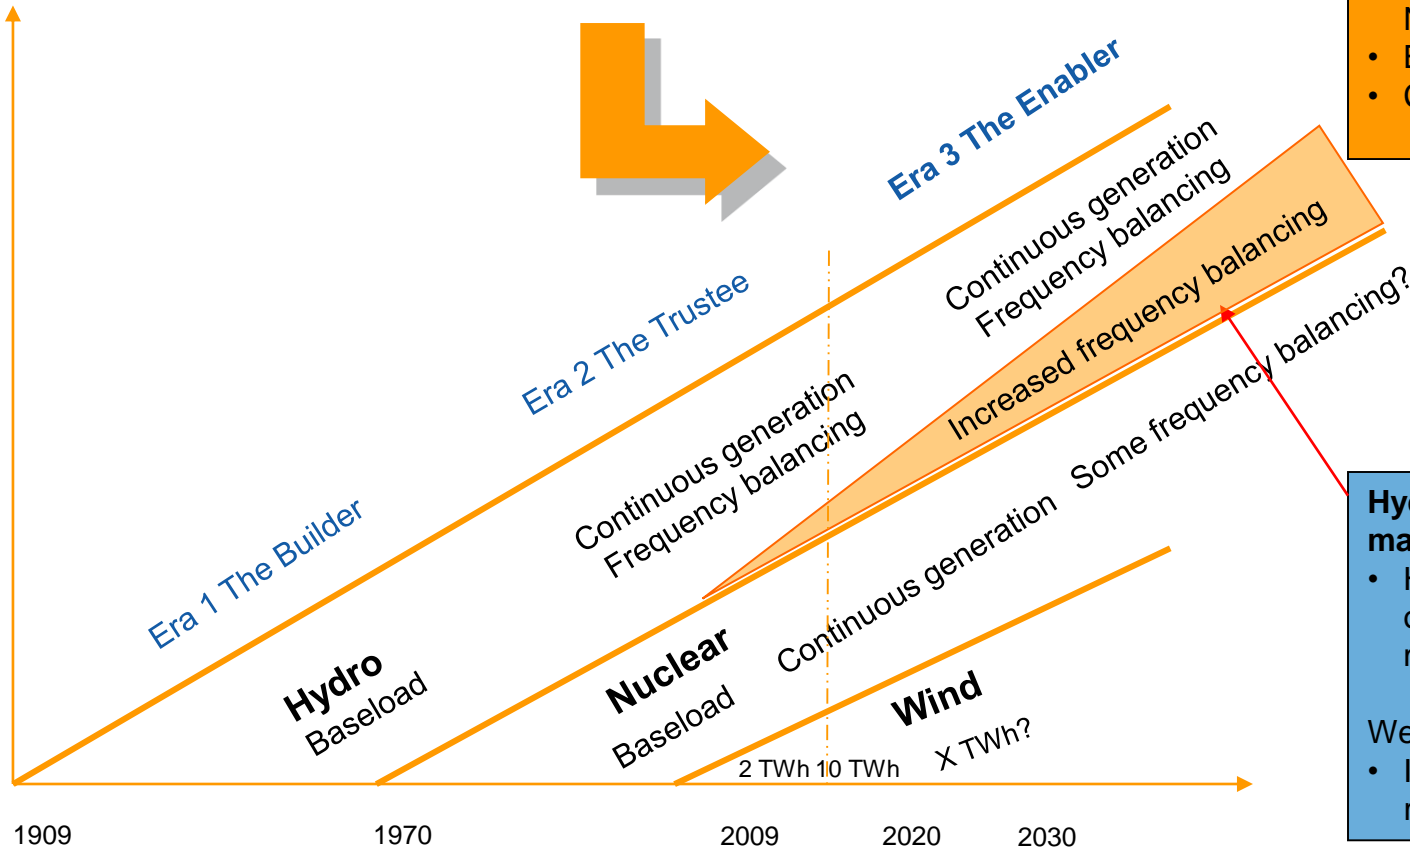 Era 3 The Enabler
Continuous generation
Frequency balancing
Increased frequency balancing
Some frequency balancing?
Era 2 The Trustee
Continuous generation
Frequency balancing
Continuous generation
Era 1 The Builder
Hydro
Baseload
Nuclear
Baseload
Wind
X TWh?
2 TWh 10 TWh
1909 1970 2009 2020 2030